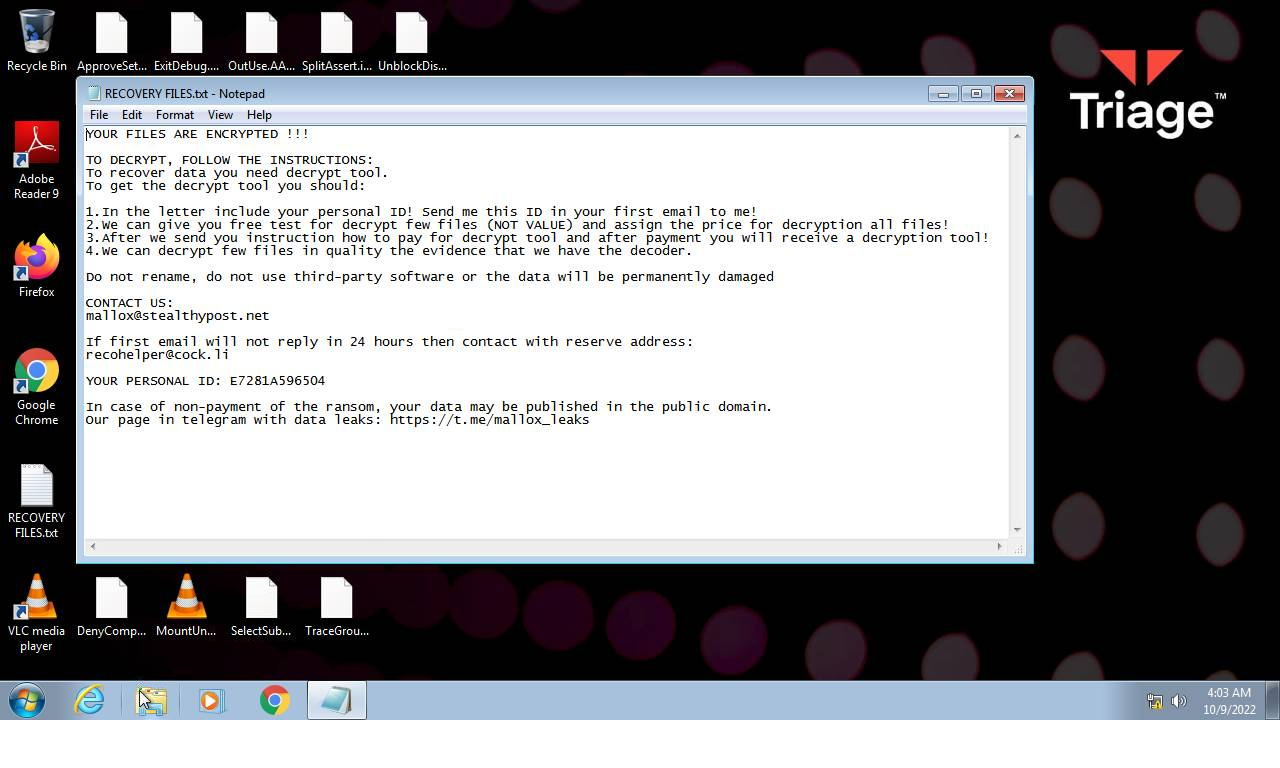 Recycle Bin
ApproveSet...
ExitDebug....
OutUse.AA...
SplitAssert.i...
UnblockDis...
Triage™
RECOVERY FILES.txt - Notepad
File Edit Format View Help
YOUR FILES ARE ENCRYPTED !!!
TO DECRYPT, FOLLOW THE INSTRUCTIONS:
To recover data you need decrypt tool.
To get the decrypt tool you should:
1.In the letter include your personal ID! Send me this ID in your first email to me!
2.We can give you free test for decrypt few files (NOT VALUE) and assign the price for decryption all files!
3.After we send you instruction how to pay for decrypt tool and after payment you will receive a decryption tool!
4.We can decrypt few files in quality the evidence that we have the decoder.
Do not rename, do not use third-party software or the data will be permanently damaged
CONTACT US:
mallox@stealthypost.net
If first email will not reply in 24 hours then contact with reserve address:
recohelper@cock.li
YOUR PERSONAL ID: E7281A596504
In case of non-payment of the ransom, your data may be published in the public domain.
Our page in telegram with data leaks: https://t.me/mallox_leaks
Adobe
Reader 9
Firefox
Google
Chrome
RECOVERY
FILES.txt
VLC media
player
DenyComp...
MountUn...
SelectSub...
TraceGrou...
4:03 AM
10/9/2022